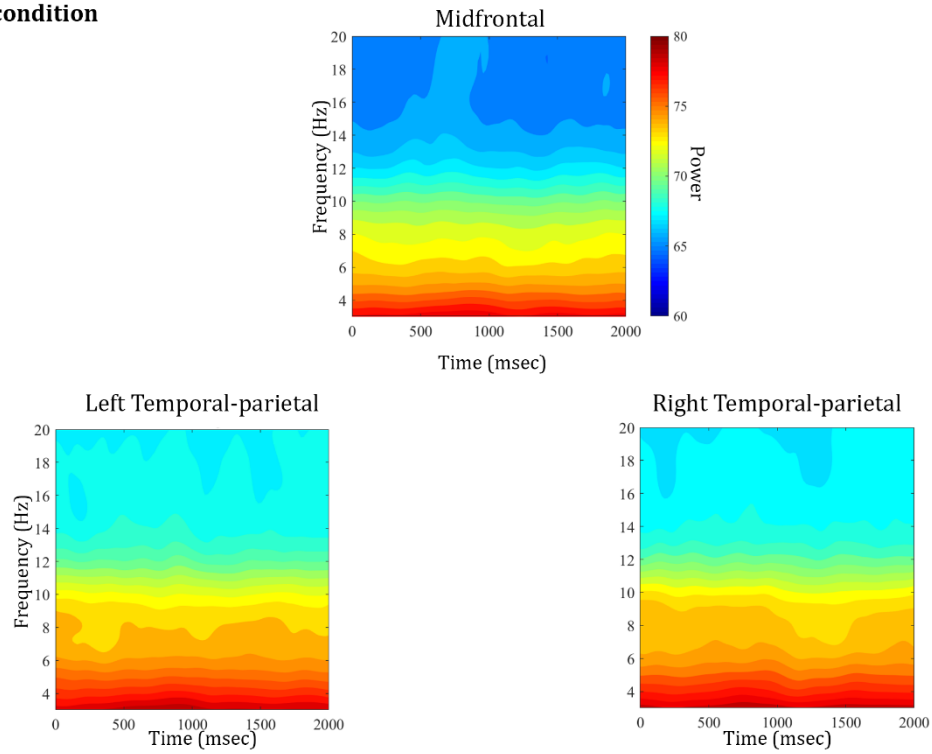 condition
Midfrontal
20
18
16
14
12
10
8
6
4
Frequency (Hz)
0 500 1000 1500 2000
Time (msec)
80
75
70
65
60
Power
Left Temporal-parietal
20
18
16
14
12
10
8
6
4
Frequency (Hz)
0 500 1000 1500 2000
Time (msec)
Right Temporal-parietal
20
18
16
14
12
10
8
6
4
0 500 1000 1500 2000
Time (msec)